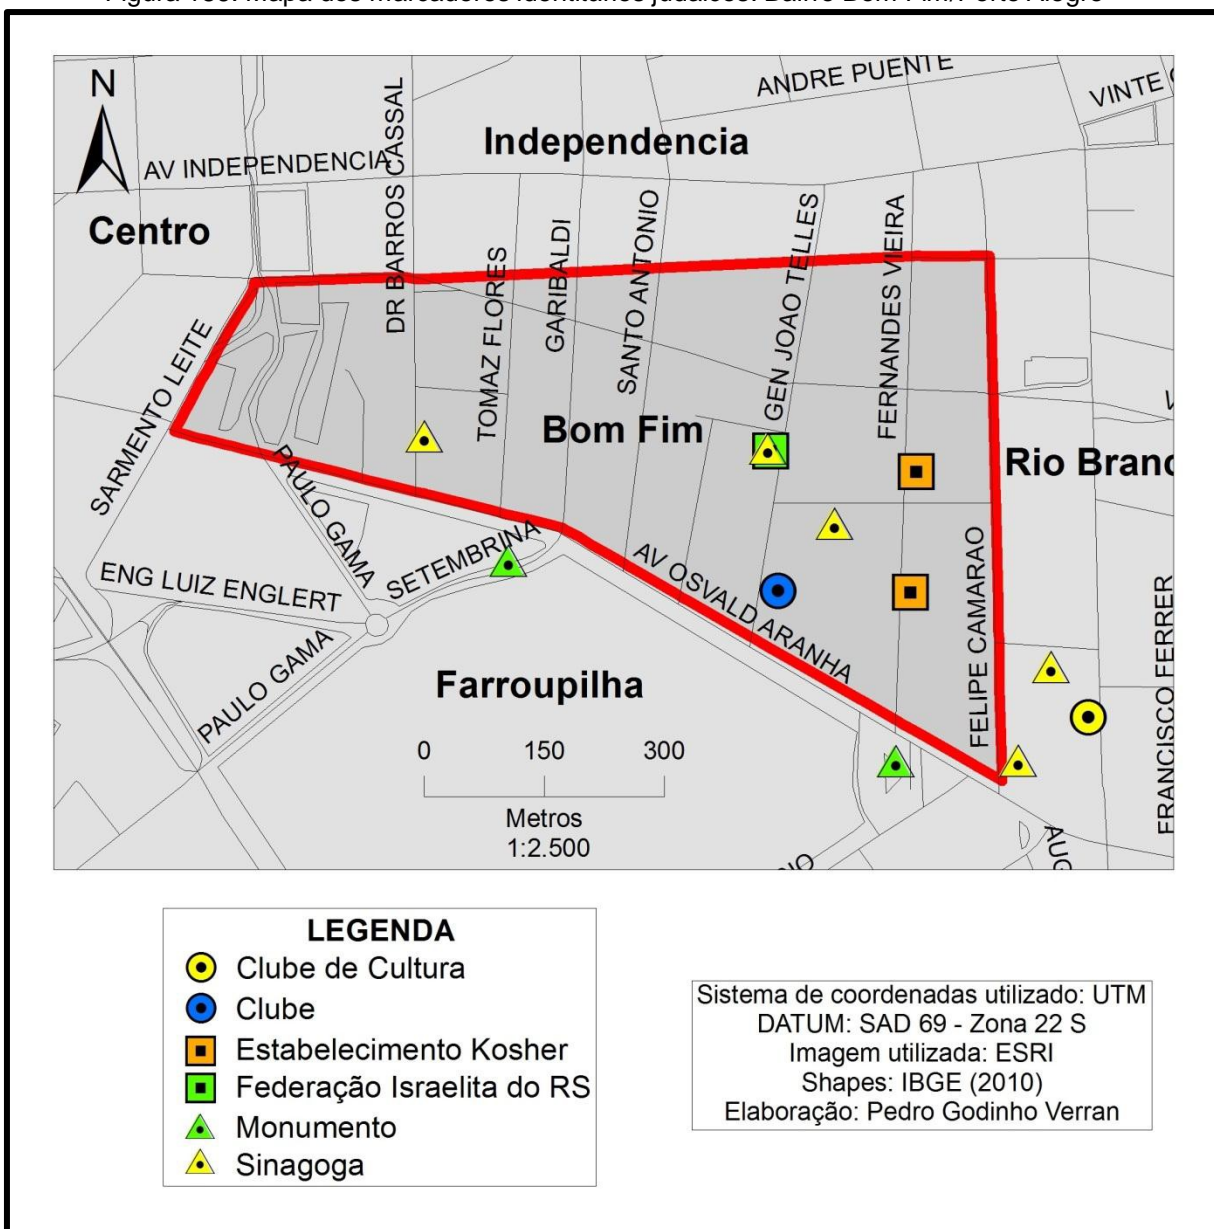 N
ANDRE PUENTE
VINTE
AV INDEPENDENCIA
Independencia
Centro
DR BARROS CASSAL
TOMAZ FLORES
GARIBALDI
SANTO ANTONIO
GEN JOAO TELLES
FERNANDES VIEIRA
SARMENTO LEITE
Bom Fim
Rio Branc
PAULO GAMA
SETEMBRINA
ENG LUIZ ENGLERT
AV OSVALD ARANHA
FELIPE CAMARAO
FRANCISCO FERRER
PAULO GAMA
Farroupilha
0 150 300
Metros
1:2.500
AUG
LEGENDA
Clube de Cultura
Clube
Estabelecimento Kosher
Federação Israelita do RS
Monumento
Sinagoga
Sistema de coordenadas utilizado: UTM
DATUM: SAD 69 - Zona 22 S
Imagem utilizada: ESRI
Shapes: IBGE (2010)
Elaboração: Pedro Godinho Verran